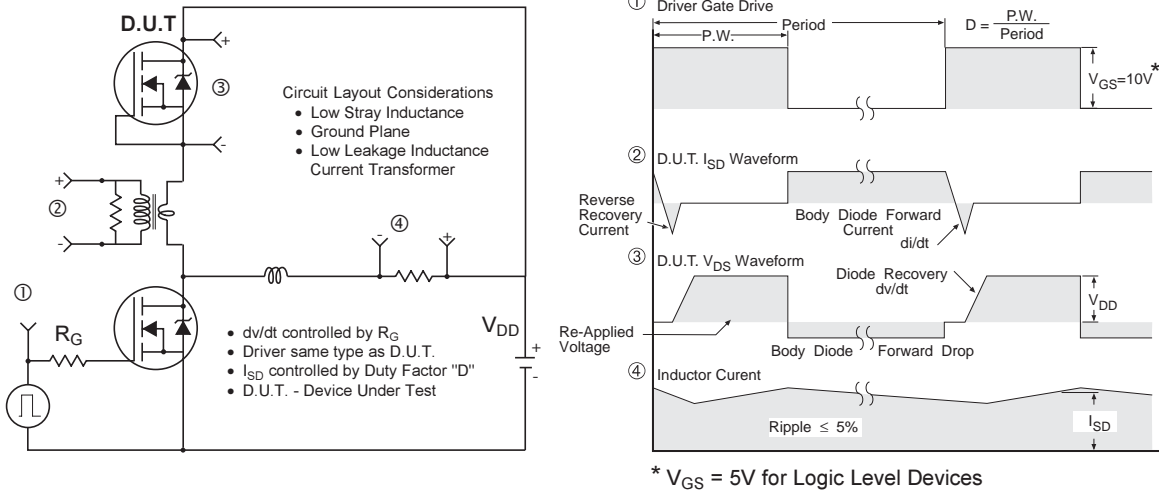 D.U.T
+
③
-
Circuit Layout Considerations
• Low Stray Inductance
• Ground Plane
• Low Leakage Inductance
Current Transformer
+
②
-
④
-
+
①
R_G
V_DD
+
-
• dv/dt controlled by R_G
• Driver same type as D.U.T.
• I_SD controlled by Duty Factor "D"
• D.U.T. - Device Under Test
① Driver Gate Drive
Period
P.W.
D = P.W. / Period
V_GS=10V*
② D.U.T. I_SD Waveform
Reverse
Recovery
Current
Body Diode Forward
Current
di/dt
③ D.U.T. V_DS Waveform
Diode Recovery
dv/dt
V_DD
Re-Applied
Voltage
Body Diode Forward Drop
④ Inductor Curent
Ripple ≤ 5%
I_SD
* V_GS = 5V for Logic Level Devices